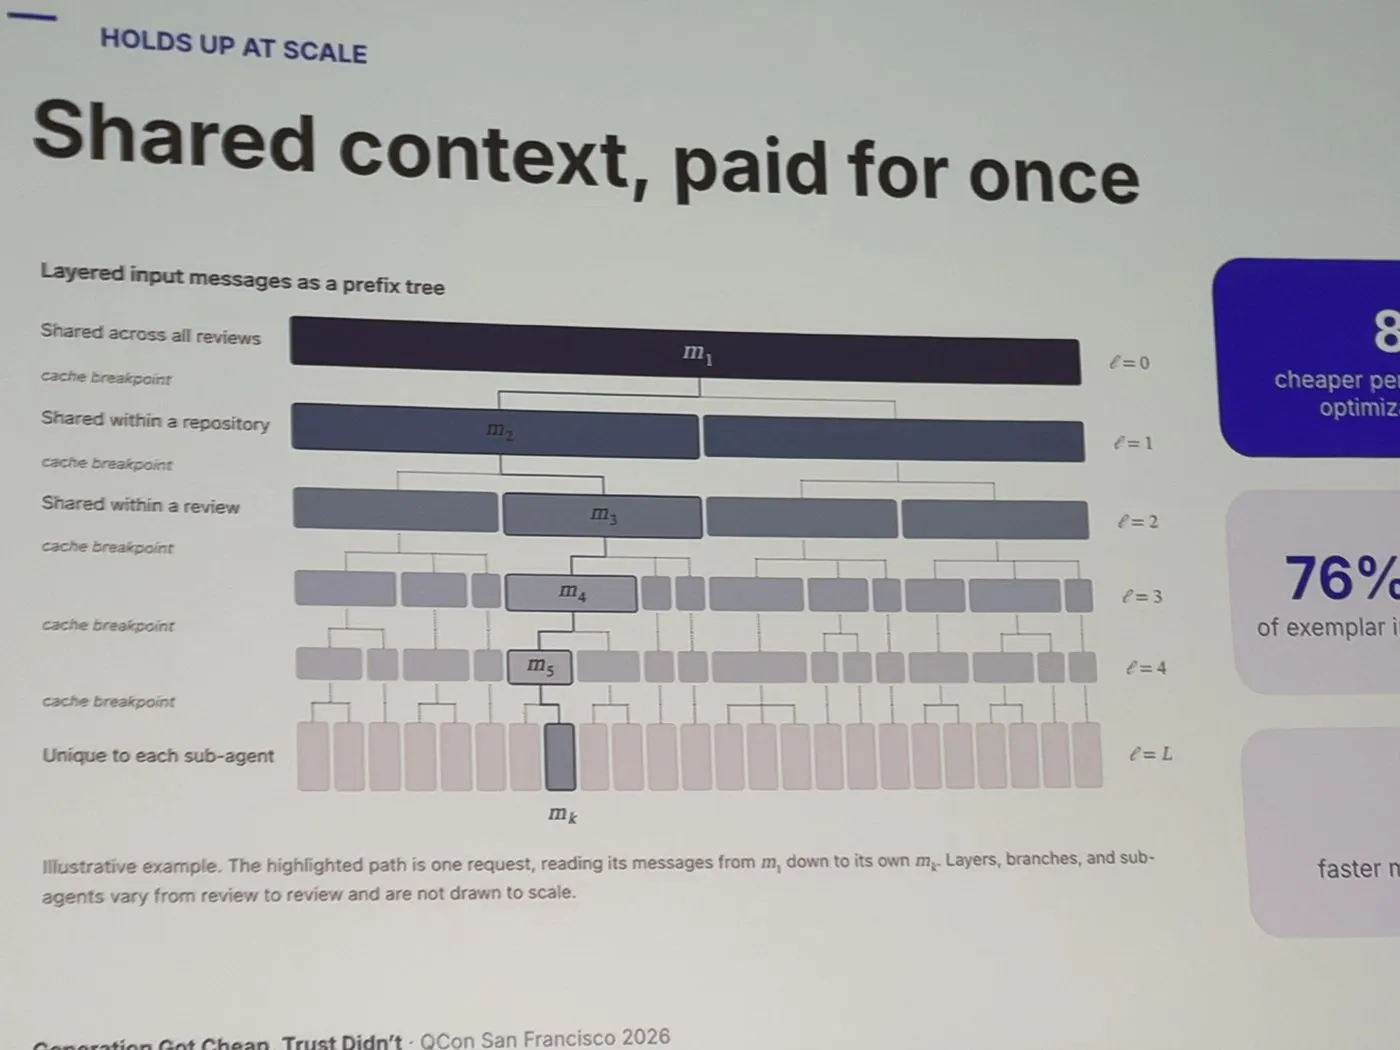 HOLDS UP AT SCALE
Shared context, paid for once
Layered input messages as a prefix tree
Shared across all reviews
m₁
ℓ = 0
cache breakpoint
Shared within a repository
m₂
ℓ = 1
cache breakpoint
Shared within a review
m₃
ℓ = 2
cache breakpoint
m₄
ℓ = 3
cache breakpoint
m₅
ℓ = 4
cache breakpoint
Unique to each sub-agent
ℓ = L
mₖ
Illustrative example. The highlighted path is one request, reading its messages from m₁ down to its own mₖ. Layers, branches, and sub-
agents vary from review to review and are not drawn to scale.
8
cheaper per
optimiz
76%
of exemplar i
faster m
Generation Got Cheap, Trust Didn't · QCon San Francisco 2026